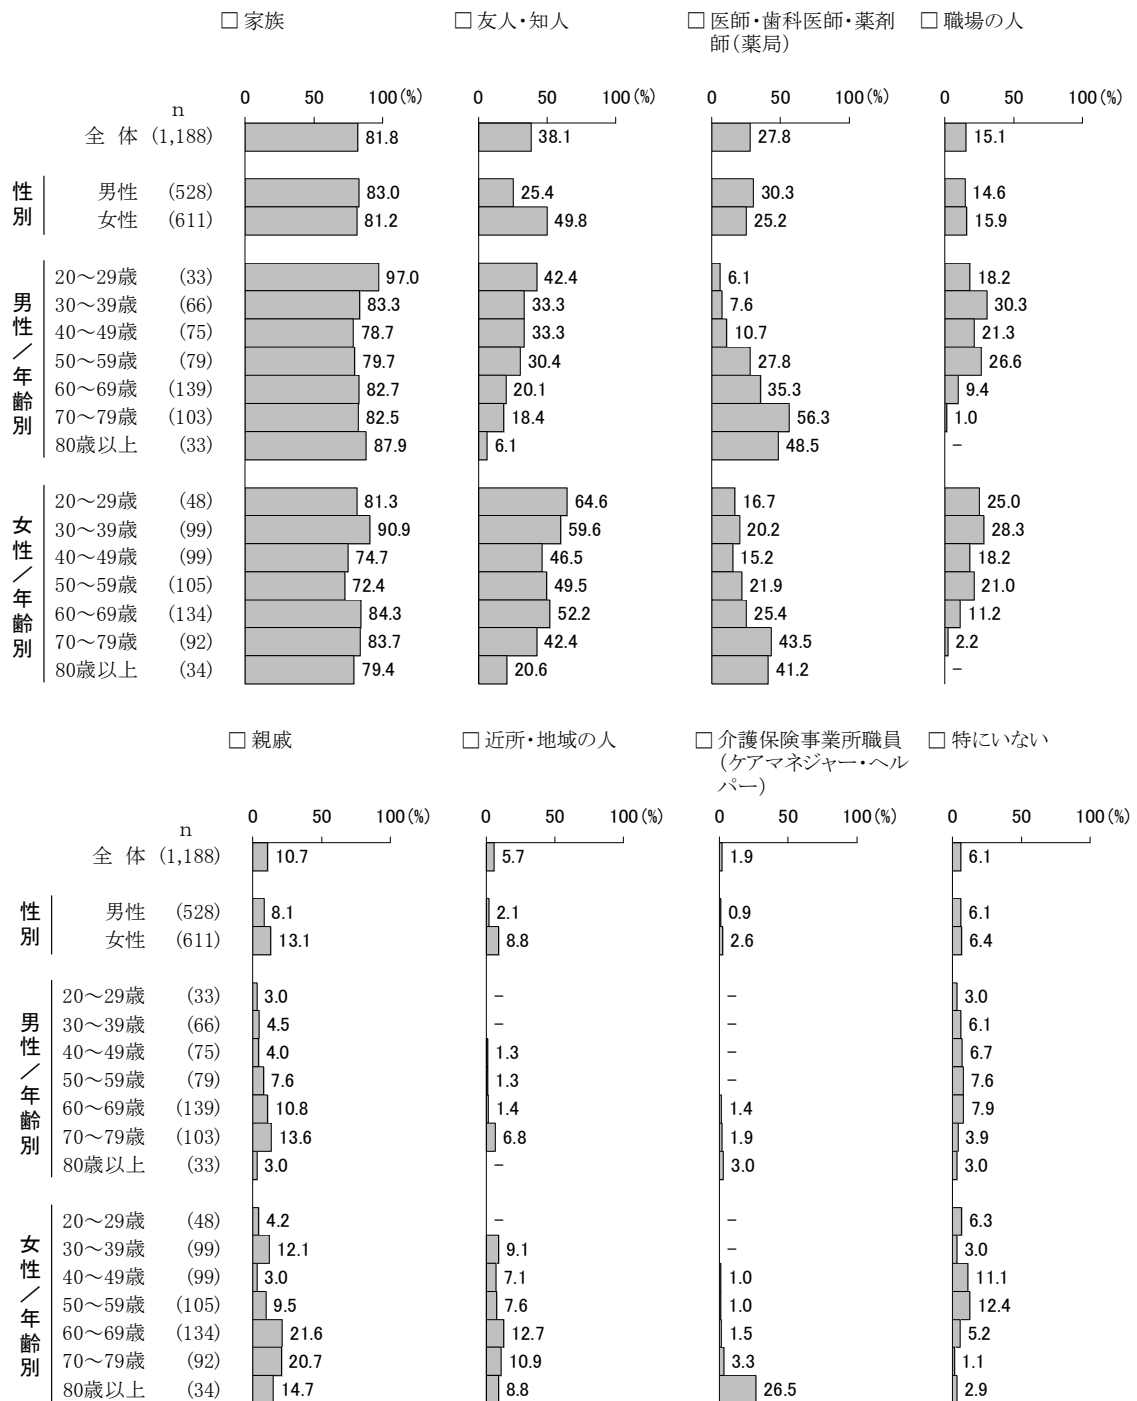 □ 家族 □ 友人・知人 □ 医師・歯科医師・薬剤師（薬局） □ 職場の人
0 50 100(%) 0 50 100(%) 0 50 100(%) 0 50 100(%)
n
全 体 (1,188) 81.8 38.1 27.8 15.1
性別
男性 (528) 83.0 25.4 30.3 14.6
女性 (611) 81.2 49.8 25.2 15.9
男性／年齢別
20～29歳 (33) 97.0 42.4 6.1 18.2
30～39歳 (66) 83.3 33.3 7.6 30.3
40～49歳 (75) 78.7 33.3 10.7 21.3
50～59歳 (79) 79.7 30.4 27.8 26.6
60～69歳 (139) 82.7 20.1 35.3 9.4
70～79歳 (103) 82.5 18.4 56.3 1.0
80歳以上 (33) 87.9 6.1 48.5 －
女性／年齢別
20～29歳 (48) 81.3 64.6 16.7 25.0
30～39歳 (99) 90.9 59.6 20.2 28.3
40～49歳 (99) 74.7 46.5 15.2 18.2
50～59歳 (105) 72.4 49.5 21.9 21.0
60～69歳 (134) 84.3 52.2 25.4 11.2
70～79歳 (92) 83.7 42.4 43.5 2.2
80歳以上 (34) 79.4 20.6 41.2 －
□ 親戚 □ 近所・地域の人 □ 介護保険事業所職員（ケアマネジャー・ヘルパー） □ 特にいない
0 50 100(%) 0 50 100(%) 0 50 100(%) 0 50 100(%)
n
全 体 (1,188) 10.7 5.7 1.9 6.1
性別
男性 (528) 8.1 2.1 0.9 6.1
女性 (611) 13.1 8.8 2.6 6.4
男性／年齢別
20～29歳 (33) 3.0 － － 3.0
30～39歳 (66) 4.5 － － 6.1
40～49歳 (75) 4.0 1.3 － 6.7
50～59歳 (79) 7.6 1.3 － 7.6
60～69歳 (139) 10.8 1.4 1.4 7.9
70～79歳 (103) 13.6 6.8 1.9 3.9
80歳以上 (33) 3.0 － 3.0 3.0
女性／年齢別
20～29歳 (48) 4.2 － － 6.3
30～39歳 (99) 12.1 9.1 － 3.0
40～49歳 (99) 3.0 7.1 1.0 11.1
50～59歳 (105) 9.5 7.6 1.0 12.4
60～69歳 (134) 21.6 12.7 1.5 5.2
70～79歳 (92) 20.7 10.9 3.3 1.1
80歳以上 (34) 14.7 8.8 26.5 2.9